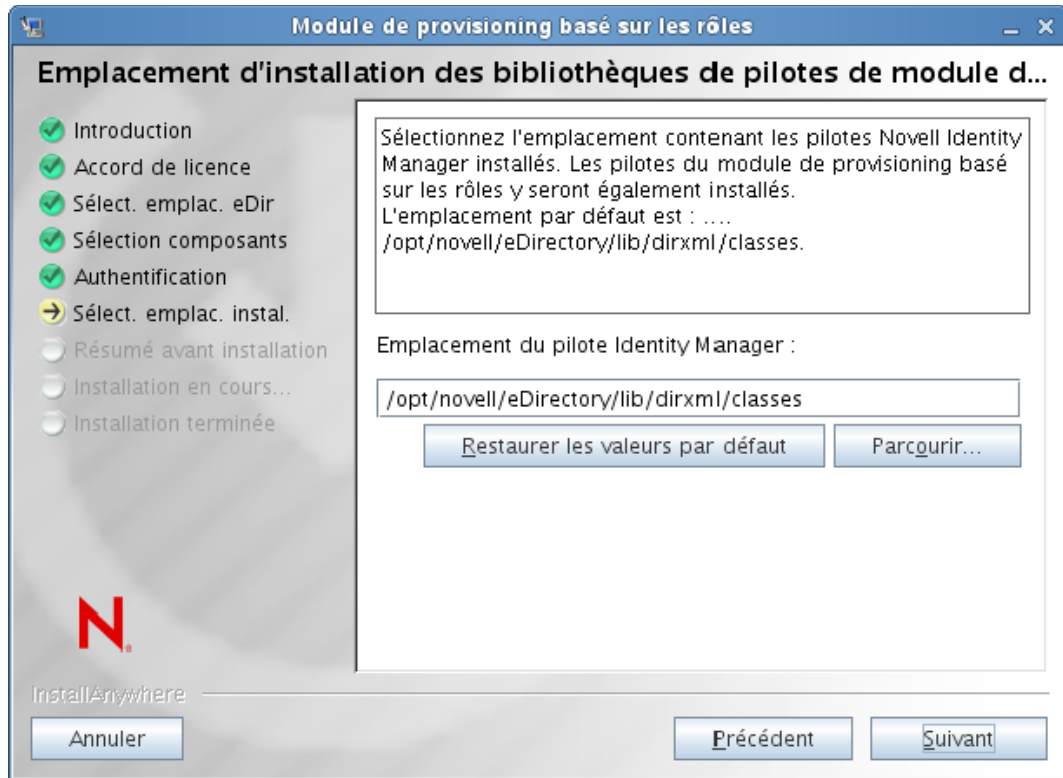 Module de provisioning basé sur les rôles
Emplacement d'installation des bibliothèques de pilotes de module d...
Introduction
Accord de licence
Sélect. emplac. eDir
Sélection composants
Authentification
Sélect. emplac. instal.
Résumé avant installation
Installation en cours...
Installation terminée
Sélectionnez l'emplacement contenant les pilotes Novell Identity
Manager installés. Les pilotes du module de provisioning basé
sur les rôles y seront également installés.
L'emplacement par défaut est : ....
/opt/novell/eDirectory/lib/dirxml/classes.
Emplacement du pilote Identity Manager :
/opt/novell/eDirectory/lib/dirxml/classes
Restaurer les valeurs par défaut
Parcourir...
N
InstallAnywhere
Annuler
Précédent
Suivant